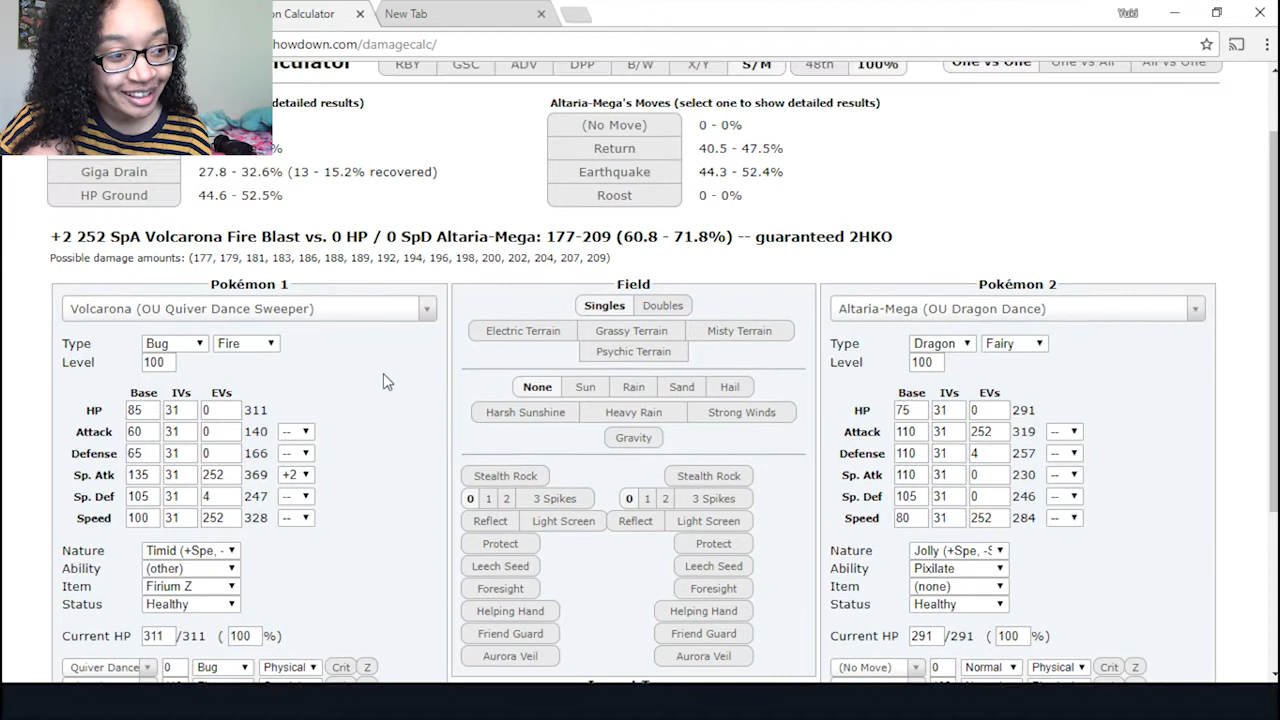 on Calculator × New Tab × Yuki
howdown.com/damagecalc/
RBY GSC ADV DPP B/W X/Y S/M 48th 100% One vs One One vs All All vs One
detailed results) Altaria-Mega's Moves (select one to show detailed results)
(No Move) 0 - 0%
Return 40.5 - 47.5%
Giga Drain 27.8 - 32.6% (13 - 15.2% recovered) Earthquake 44.3 - 52.4%
HP Ground 44.6 - 52.5% Roost 0 - 0%
+2 252 SpA Volcarona Fire Blast vs. 0 HP / 0 SpD Altaria-Mega: 177-209 (60.8 - 71.8%) -- guaranteed 2HKO
Possible damage amounts: (177, 179, 181, 183, 186, 188, 189, 192, 194, 196, 198, 200, 202, 204, 207, 209)
Pokémon 1
Volcarona (OU Quiver Dance Sweeper)
Type Bug Fire
Level 100
Base IVs EVs
HP 85 31 0 311
Attack 60 31 0 140 --
Defense 65 31 0 166 --
Sp. Atk 135 31 252 369 +2
Sp. Def 105 31 4 247 --
Speed 100 31 252 328 --
Nature Timid (+Spe, -
Ability (other)
Item Firium Z
Status Healthy
Current HP 311 /311 ( 100 %)
Quiver Dance 0 Bug Physical Crit Z
Field
Singles Doubles
Electric Terrain Grassy Terrain Misty Terrain
Psychic Terrain
None Sun Rain Sand Hail
Harsh Sunshine Heavy Rain Strong Winds
Gravity
Stealth Rock Stealth Rock
0 1 2 3 Spikes 0 1 2 3 Spikes
Reflect Light Screen Reflect Light Screen
Protect Protect
Leech Seed Leech Seed
Foresight Foresight
Helping Hand Helping Hand
Friend Guard Friend Guard
Aurora Veil Aurora Veil
Pokémon 2
Altaria-Mega (OU Dragon Dance)
Type Dragon Fairy
Level 100
Base IVs EVs
HP 75 31 0 291
Attack 110 31 252 319 --
Defense 110 31 4 257 --
Sp. Atk 110 31 0 230 --
Sp. Def 105 31 0 246 --
Speed 80 31 252 284 --
Nature Jolly (+Spe, -S
Ability Pixilate
Item (none)
Status Healthy
Current HP 291 /291 ( 100 %)
(No Move) 0 Normal Physical Crit Z